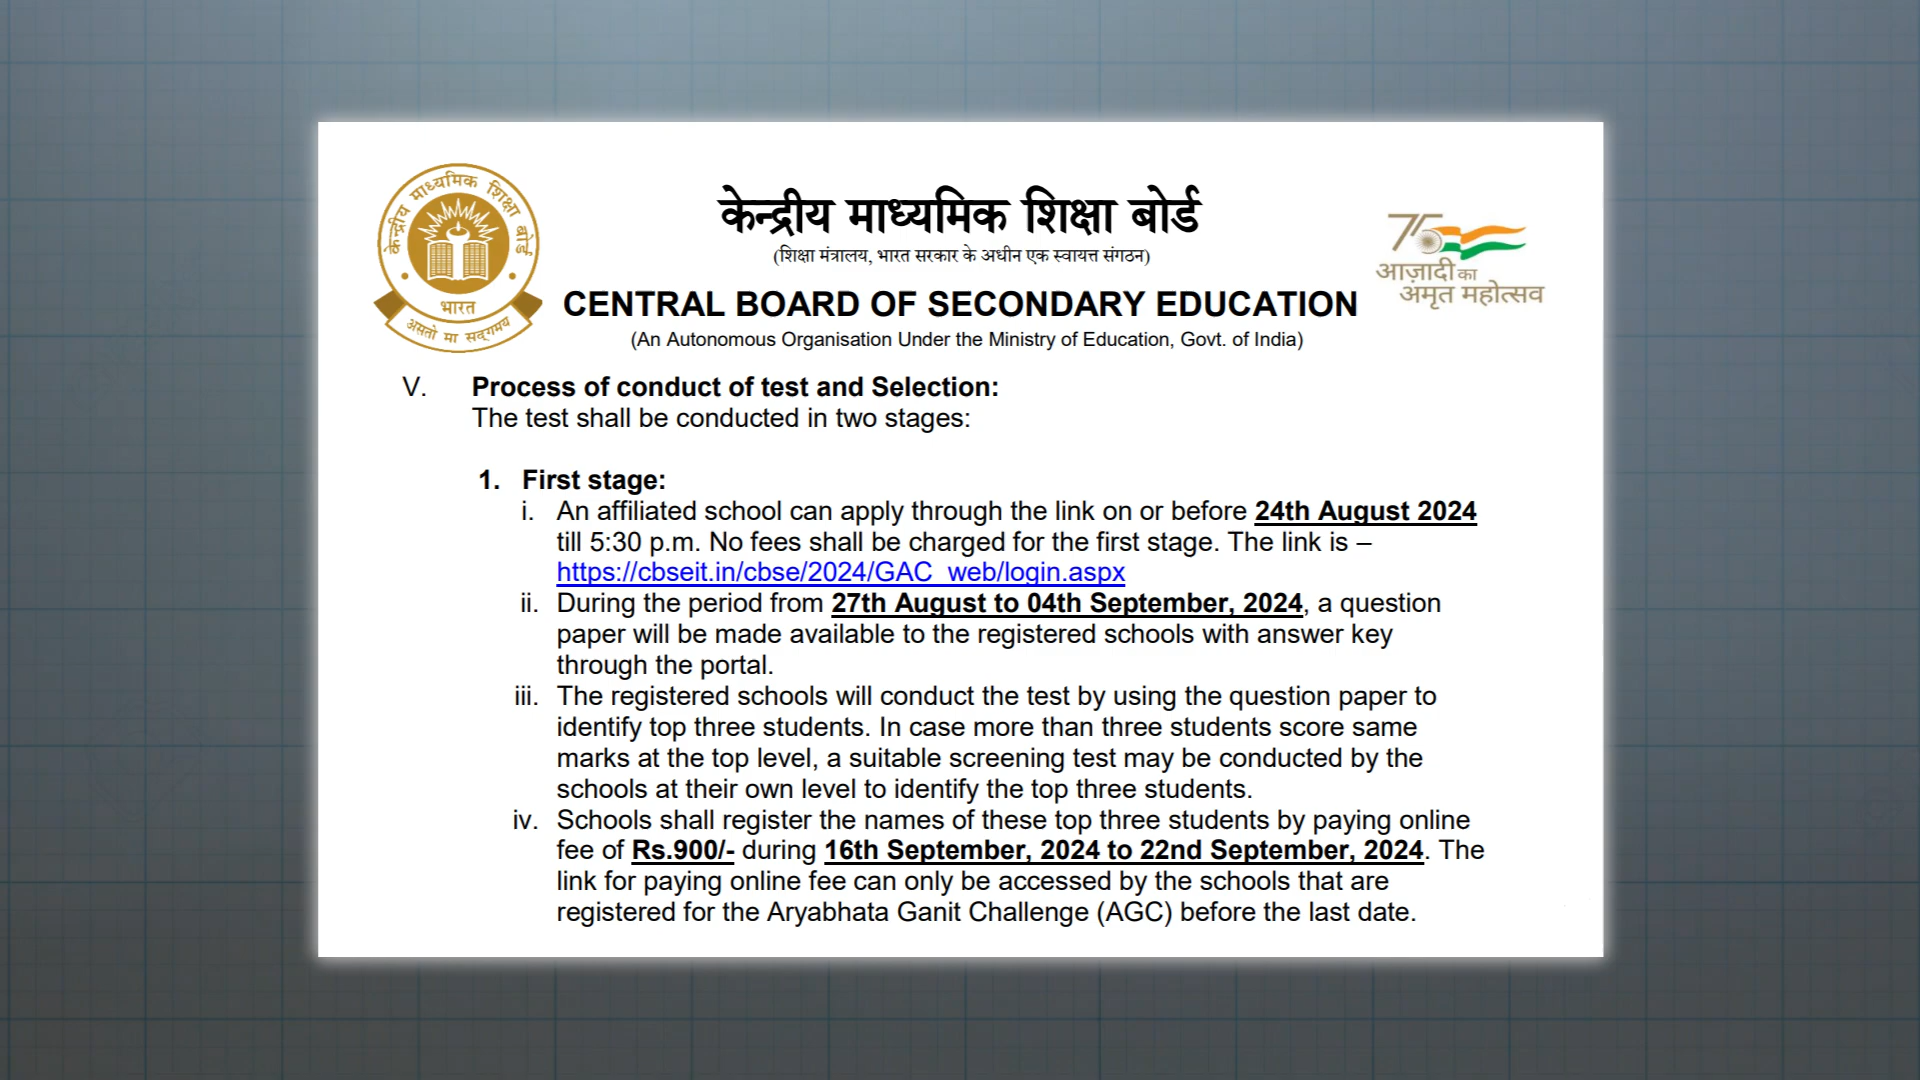 केन्द्रीय माध्यमिक शिक्षा बोर्ड
भारत
असतो मा सद्गमय
केन्द्रीय माध्यमिक शिक्षा बोर्ड
(शिक्षा मंत्रालय, भारत सरकार के अधीन एक स्वायत्त संगठन)
CENTRAL BOARD OF SECONDARY EDUCATION
(An Autonomous Organisation Under the Ministry of Education, Govt. of India)
75
आज़ादी का
अमृत महोत्सव
V. Process of conduct of test and Selection:
The test shall be conducted in two stages:
1. First stage:
i. An affiliated school can apply through the link on or before 24th August 2024
till 5:30 p.m. No fees shall be charged for the first stage. The link is –
https://cbseit.in/cbse/2024/GAC_web/login.aspx
ii. During the period from 27th August to 04th September, 2024, a question
paper will be made available to the registered schools with answer key
through the portal.
iii. The registered schools will conduct the test by using the question paper to
identify top three students. In case more than three students score same
marks at the top level, a suitable screening test may be conducted by the
schools at their own level to identify the top three students.
iv. Schools shall register the names of these top three students by paying online
fee of Rs.900/- during 16th September, 2024 to 22nd September, 2024. The
link for paying online fee can only be accessed by the schools that are
registered for the Aryabhata Ganit Challenge (AGC) before the last date.